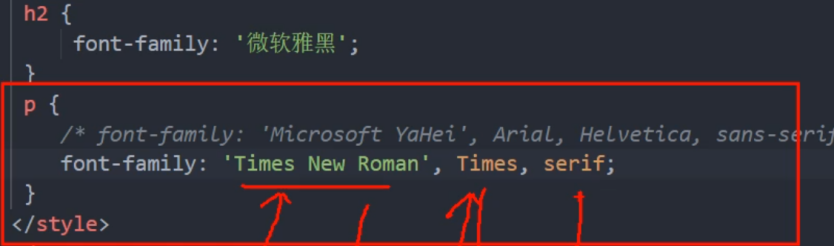 h2 {
font-family: '微软雅黑';
}
p {
/* font-family: 'Microsoft YaHei', Arial, Helvetica, sans-serif
font-family: 'Times New Roman', Times, serif;
}
</style>